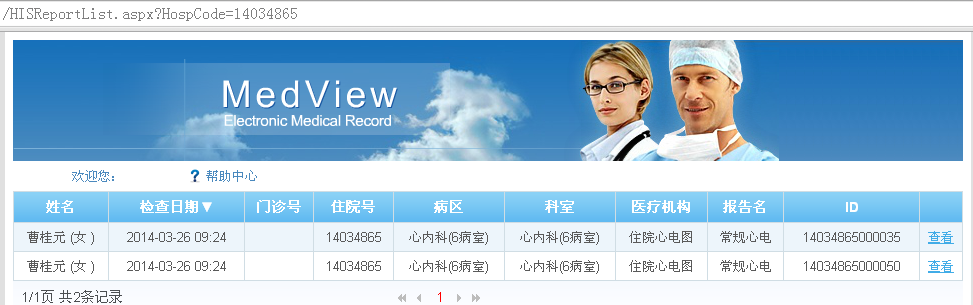 /HISReportList.aspx?HospCode=14034865
MedView
Electronic Medical Record
欢迎您: ? 帮助中心
姓名 检查日期▼ 门诊号 住院号 病区 科室 医疗机构 报告名 ID
曹桂元 (女 ) 2014-03-26 09:24 14034865 心内科(6病室) 心内科(6病室) 住院心电图 常规心电 14034865000035 查看
曹桂元 (女 ) 2014-03-26 09:24 14034865 心内科(6病室) 心内科(6病室) 住院心电图 常规心电 14034865000050 查看
1/1页 共2条记录 1